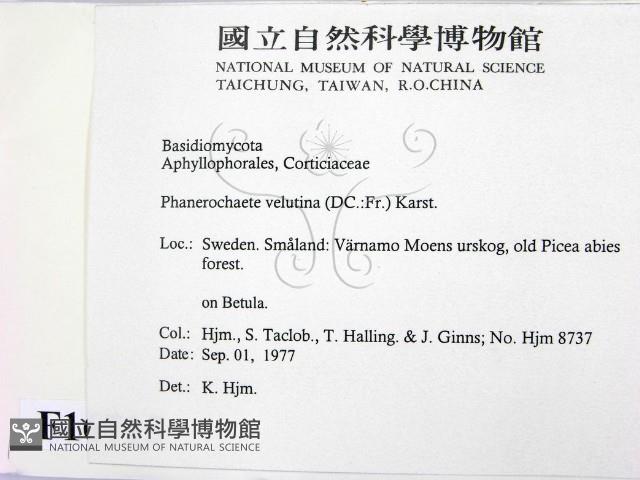 國立自然科學博物館
NATIONAL MUSEUM OF NATURAL SCIENCE
TAICHUNG, TAIWAN, R.O.CHINA
Basidiomycota
Aphyllophorales, Corticiaceae
Phanerochaete velutina (DC.:Fr.) Karst.
Loc.: Sweden. Småland: Värnamo Moens urskog, old Picea abies
forest.
on Betula.
Col.: Hjm., S. Taclob., T. Halling. & J. Ginns; No. Hjm 8737
Date: Sep. 01, 1977
Det.: K. Hjm.
國立自然科學博物館
NATIONAL MUSEUM OF NATURAL SCIENCE